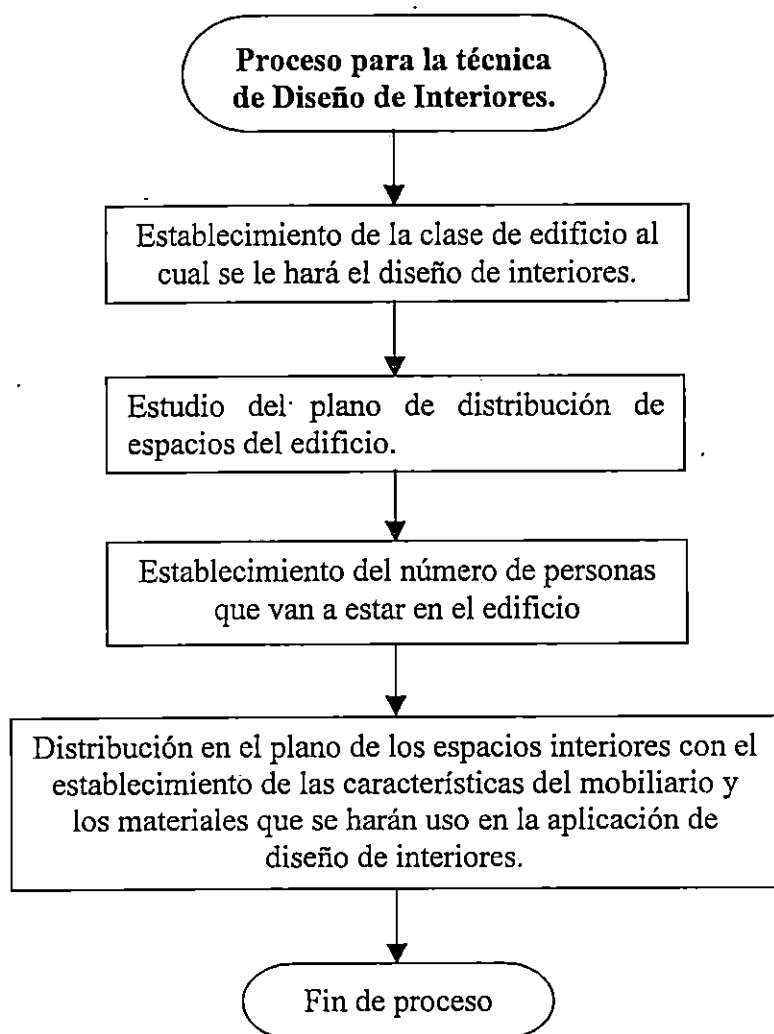 Proceso para la técnica
de Diseño de Interiores.
Establecimiento de la clase de edificio al
cual se le hará el diseño de interiores.
Estudio del plano de distribución de
espacios del edificio.
Establecimiento del número de personas
que van a estar en el edificio
Distribución en el plano de los espacios interiores con el
establecimiento de las características del mobiliario y
los materiales que se harán uso en la aplicación de
diseño de interiores.
Fin de proceso